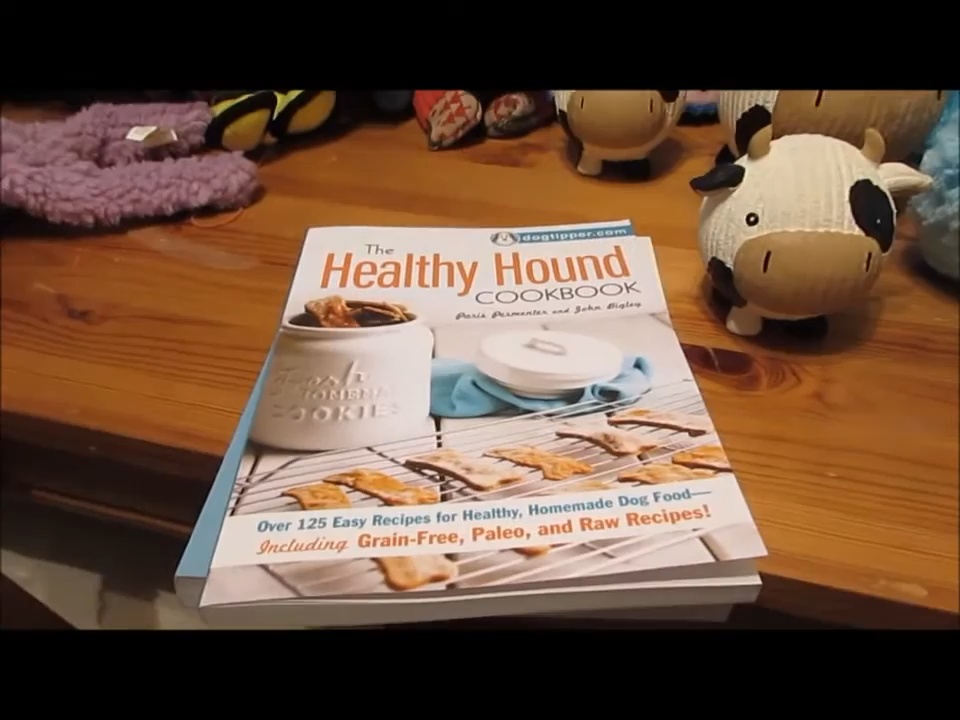 dogtipper.com
The
Healthy Hound
COOKBOOK
Paris Permenter and John Bigley
Fresh
HOMEMADE
COOKIES
Over 125 Easy Recipes for Healthy, Homemade Dog Food—
Including Grain-Free, Paleo, and Raw Recipes!